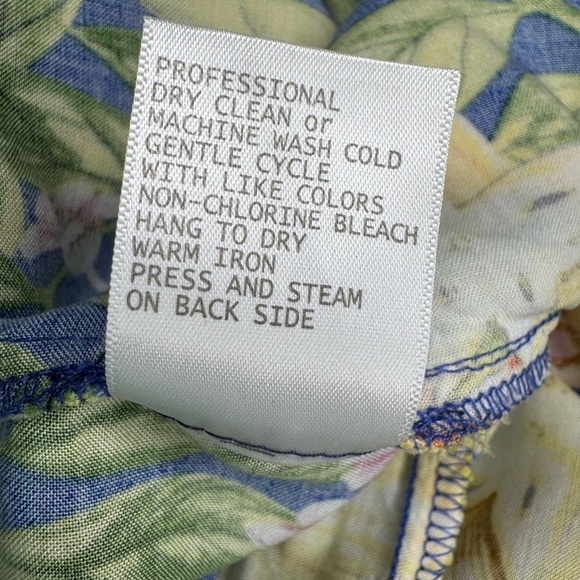 PROFESSIONAL
DRY CLEAN or
MACHINE WASH COLD
GENTLE CYCLE
WITH LIKE COLORS
NON-CHLORINE BLEACH
HANG TO DRY
WARM IRON
PRESS AND STEAM
ON BACK SIDE